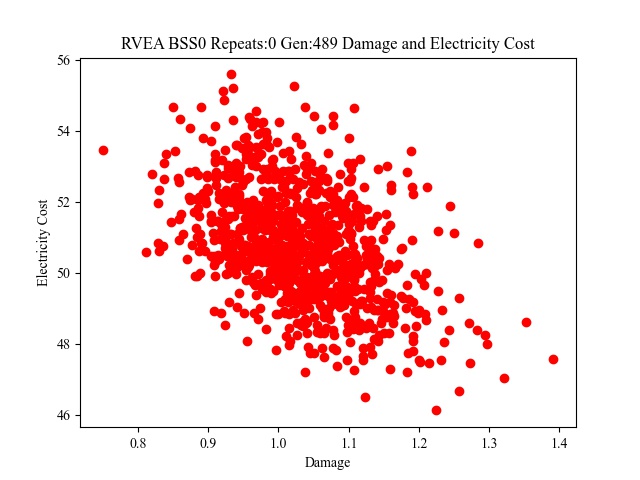 RVEA BSS0 Repeats:0 Gen:489 Damage and Electricity Cost
56
54
52
50
48
46
Electricity Cost
0.8 0.9 1.0 1.1 1.2 1.3 1.4
Damage